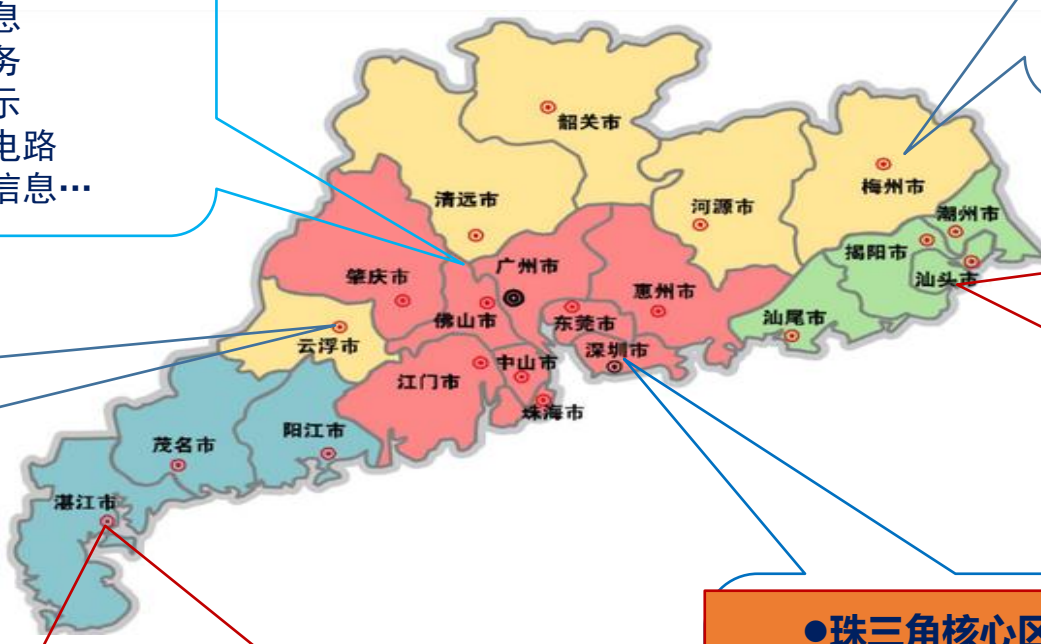 息
务
示
电路
信息…
韶关市
清远市
河源市
梅州市
潮州市
揭阳市
汕头市
汕尾市
广州市
肇庆市
惠州市
佛山市
东莞市
深圳市
云浮市
中山市
江门市
珠海市
阳江市
茂名市
湛江市
●珠三角核心区